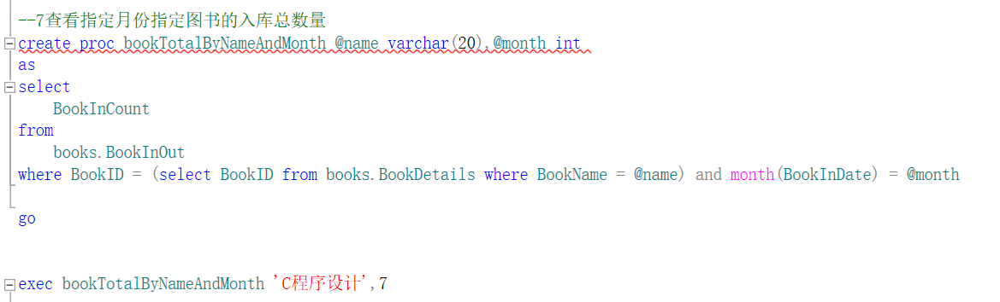 --7查看指定月份指定图书的入库总数量
create proc bookTotalByNameAndMonth @name varchar(20),@month int
as
select
BookInCount
from
books.BookInOut
where BookID = (select BookID from books.BookDetails where BookName = @name) and month(BookInDate) = @month
go
exec bookTotalByNameAndMonth 'C程序设计',7